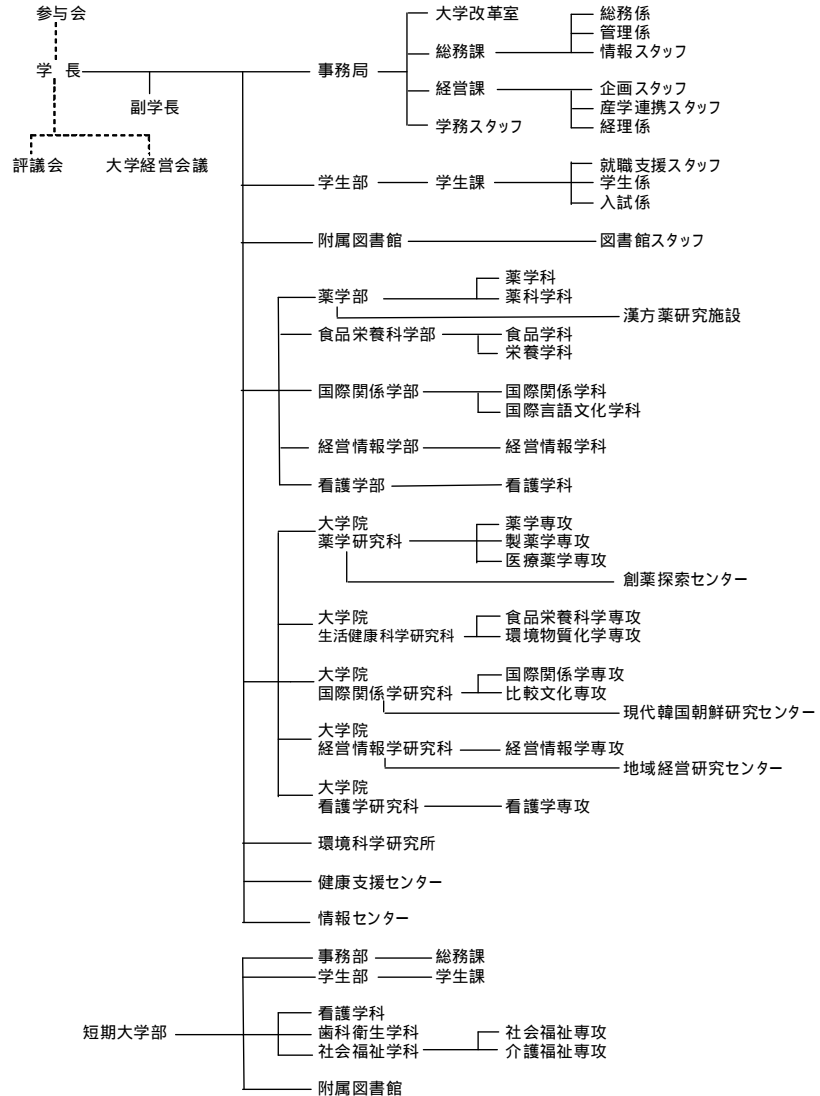 参与会
大学改革室
総務係
管理係
学 長
事務局
総務課
情報スタッフ
副学長
経営課
企画スタッフ
産学連携スタッフ
学務スタッフ
経理係
評議会
大学経営会議
就職支援スタッフ
学生部
学生課
学生係
入試係
附属図書館
図書館スタッフ
薬学科
薬学部
薬科学科
漢方薬研究施設
食品栄養科学部
食品学科
栄養学科
国際関係学部
国際関係学科
国際言語文化学科
経営情報学部
経営情報学科
看護学部
看護学科
大学院
薬学研究科
薬学専攻
製薬学専攻
医療薬学専攻
創薬探索センター
大学院
生活健康科学研究科
食品栄養科学専攻
環境物質化学専攻
大学院
国際関係学研究科
国際関係学専攻
比較文化専攻
現代韓国朝鮮研究センター
大学院
経営情報学研究科
経営情報学専攻
地域経営研究センター
大学院
看護学研究科
看護学専攻
環境科学研究所
健康支援センター
情報センター
事務部
総務課
学生部
学生課
短期大学部
看護学科
歯科衛生学科
社会福祉学科
社会福祉専攻
介護福祉専攻
附属図書館